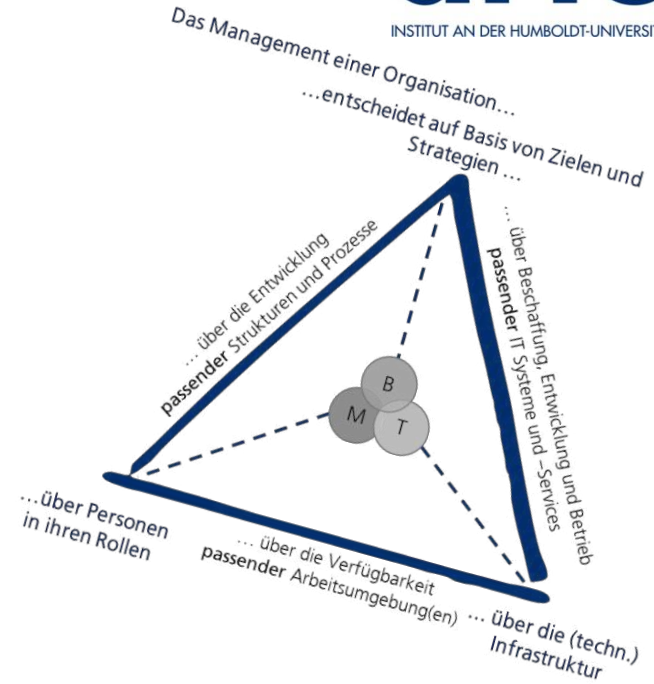 INSTITUT AN DER HUMBOLDT-UNIVERSI
Das Management einer Organisation…
…entscheidet auf Basis von Zielen und
Strategien …
… über die Entwicklung
passender Strukturen und Prozesse
… über Beschaffung, Entwicklung und Betrieb
passender IT Systeme und –Services
B
M
T
…über Personen
in ihren Rollen
… über die Verfügbarkeit
passender Arbeitsumgebung(en)
… über die (techn.)
Infrastruktur